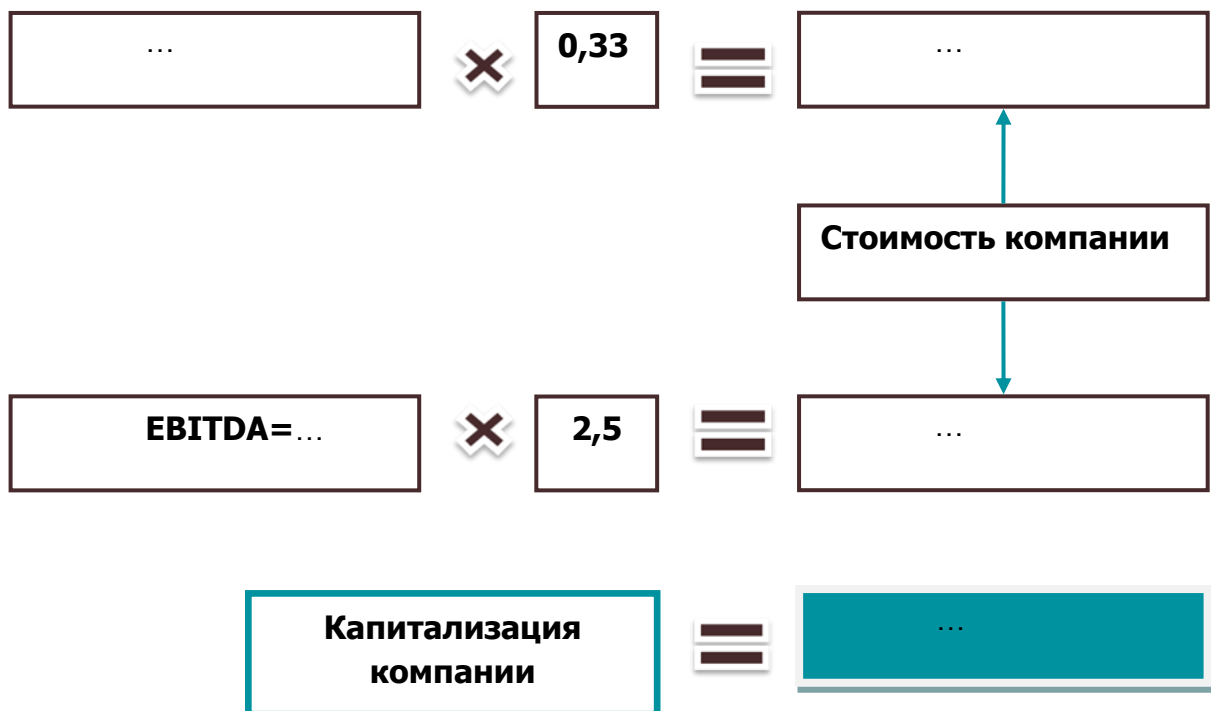 … 0,33 …
Стоимость компании
EBITDA=… 2,5 …
Капитализация …
компании